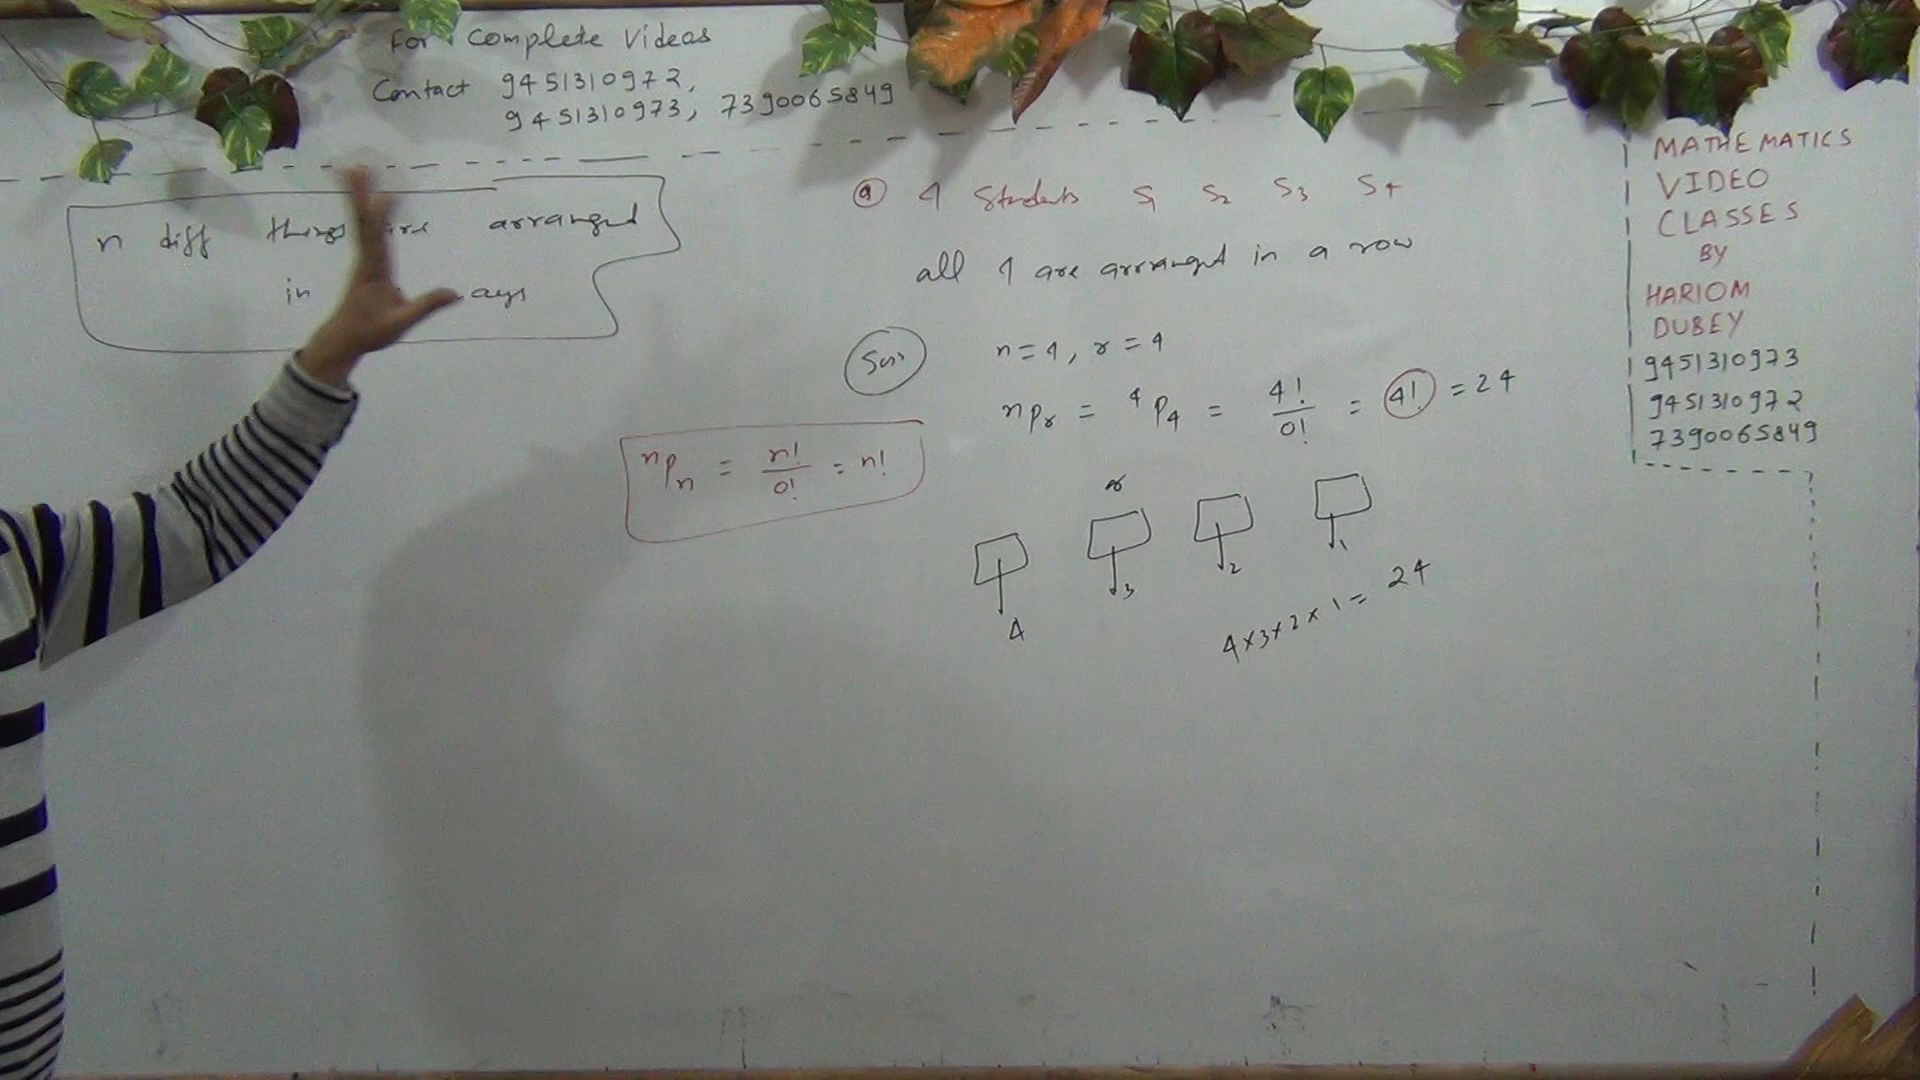 For Complete Videos
Contact 9451310972,
9451310973, 7390065849
n diff things are arranged
in ways
Q 4 Students S1 S2 S3 S4
all 4 are arranged in a row
Soln
n=4, r=4
nPr = 4P4 = 4!/0! = 4! = 24
nPn = n!/0! = n!
or
4 3 2 1
4×3×2×1 = 24
MATHEMATICS
VIDEO
CLASSES
BY
HARIOM
DUBEY
9451310973
9451310972
7390065849